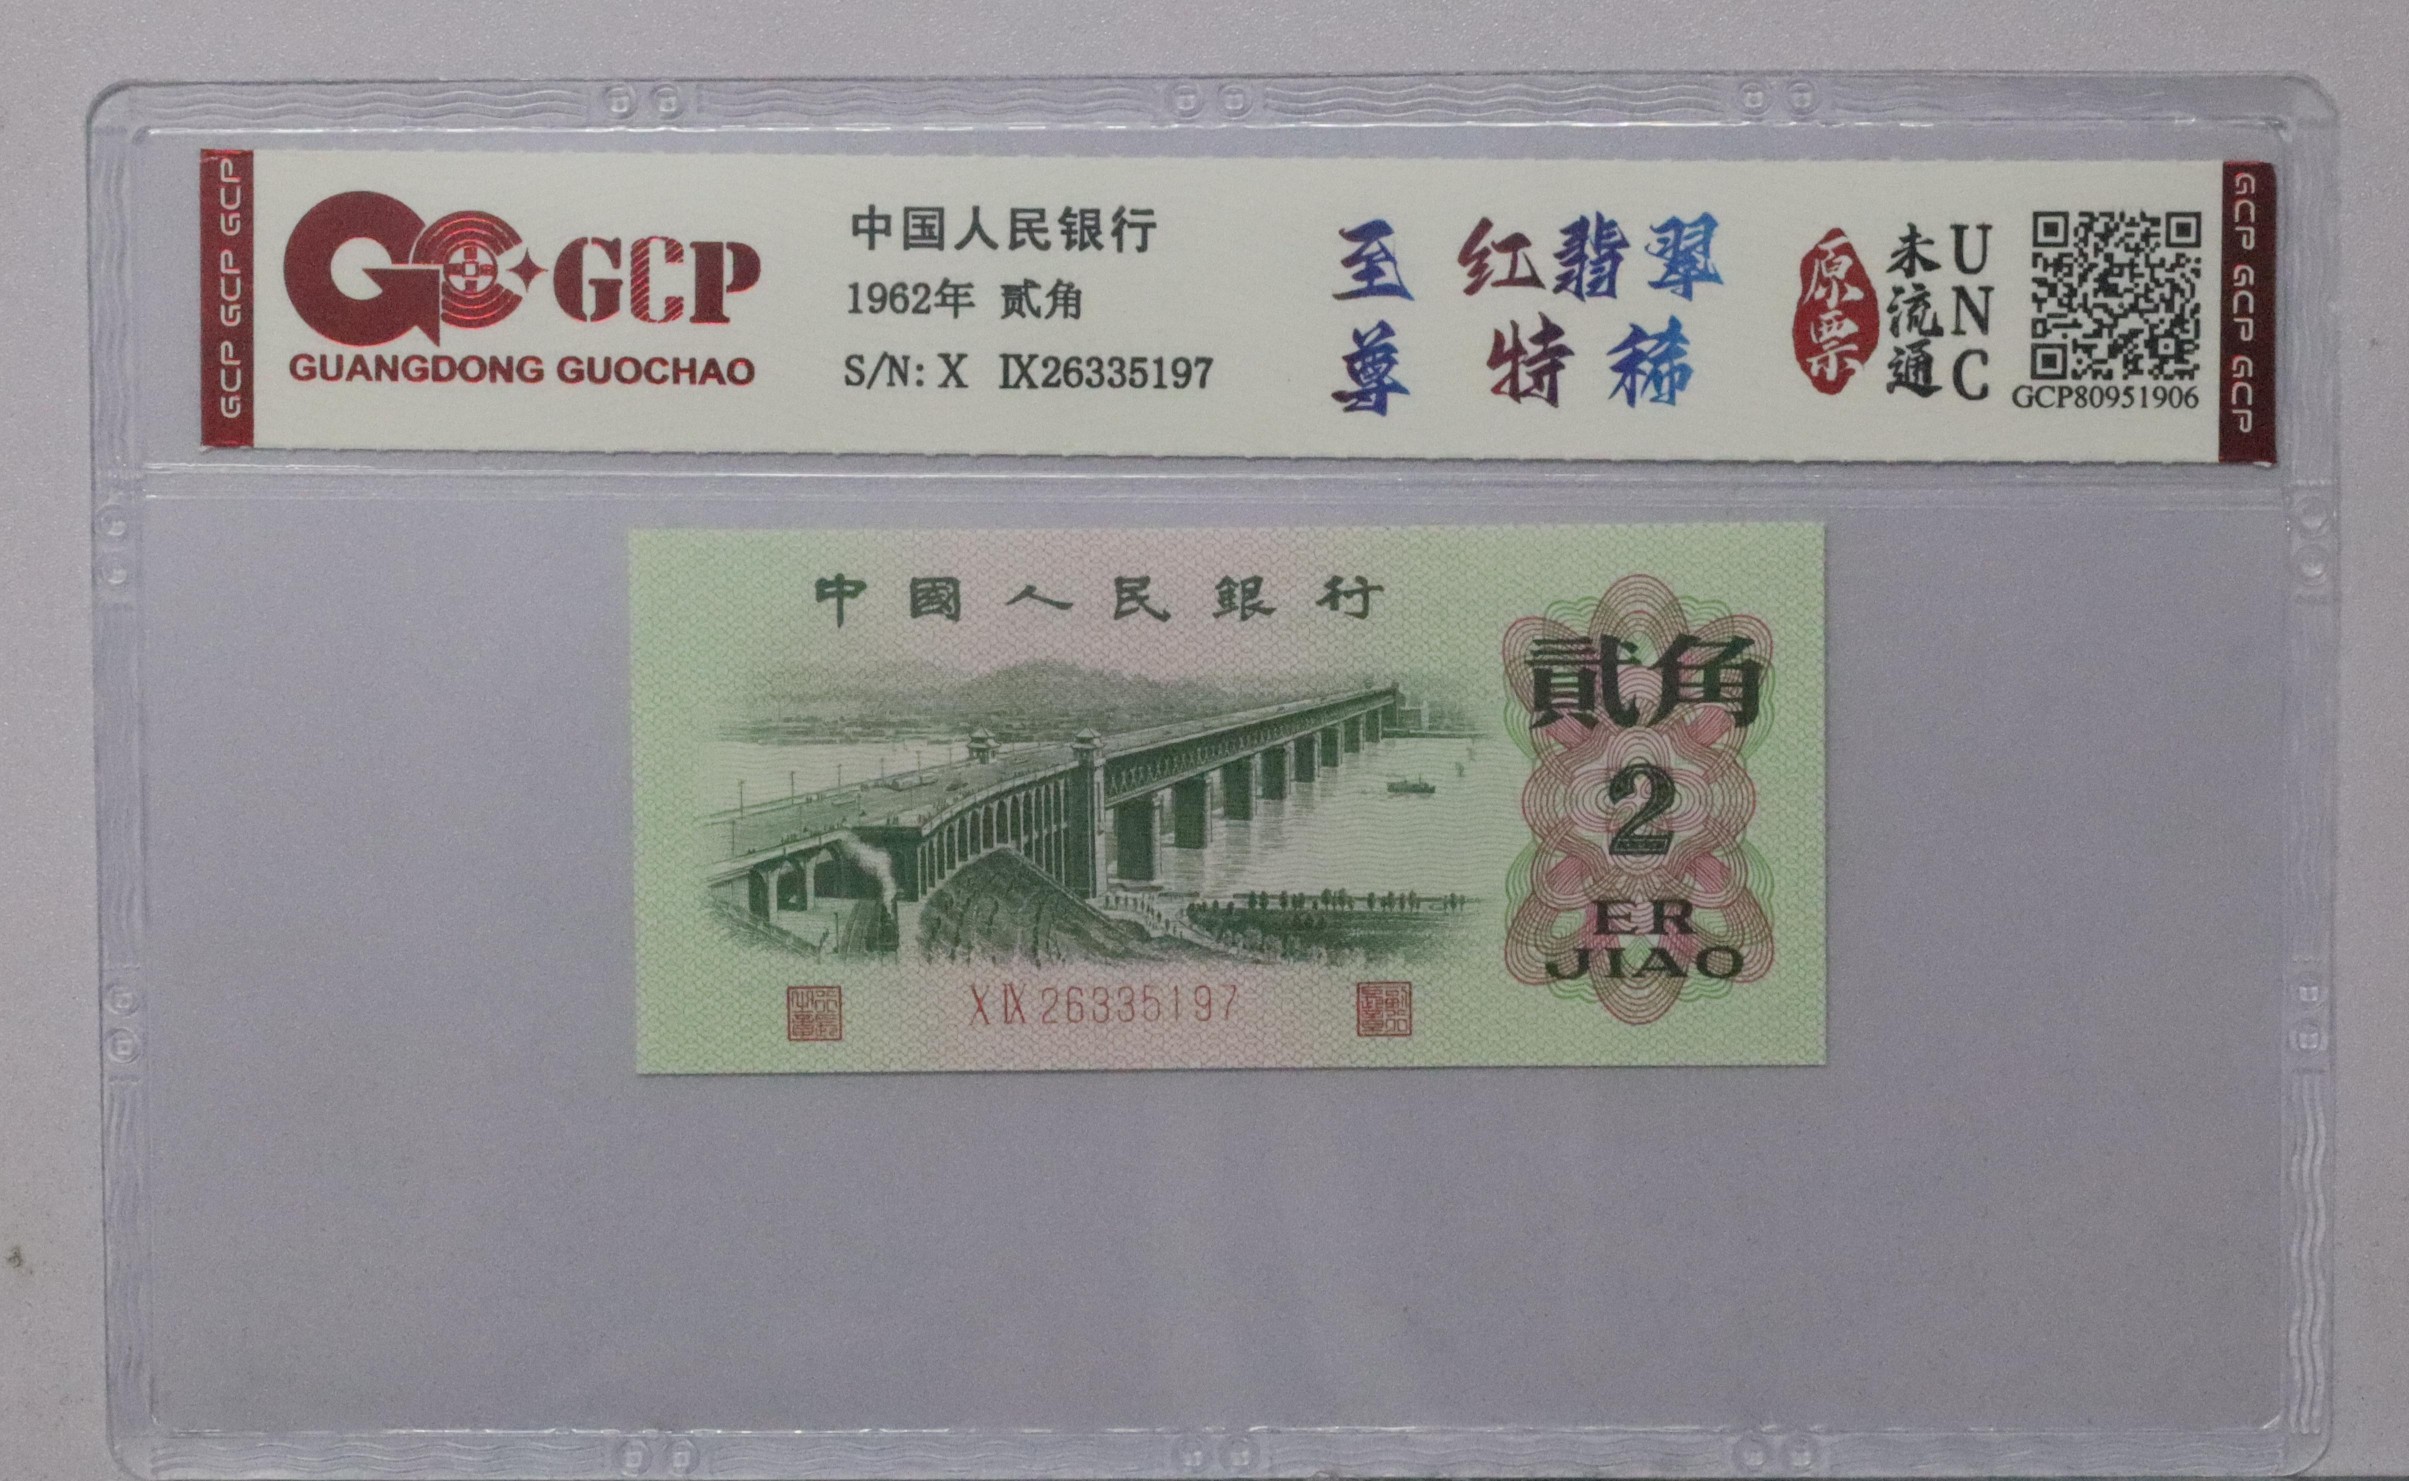 GCP GCP GCP
GCP
GUANGDONG GUOCHAO
中国人民银行
1962年 贰角
S/N: X IX26335197
至尊
红翡翠
特稀
原票
未流通
UNC
GCP80951906
GCP GCP GCP
中國人民銀行
貳角
2
ER
JIAO
X IX 26335197